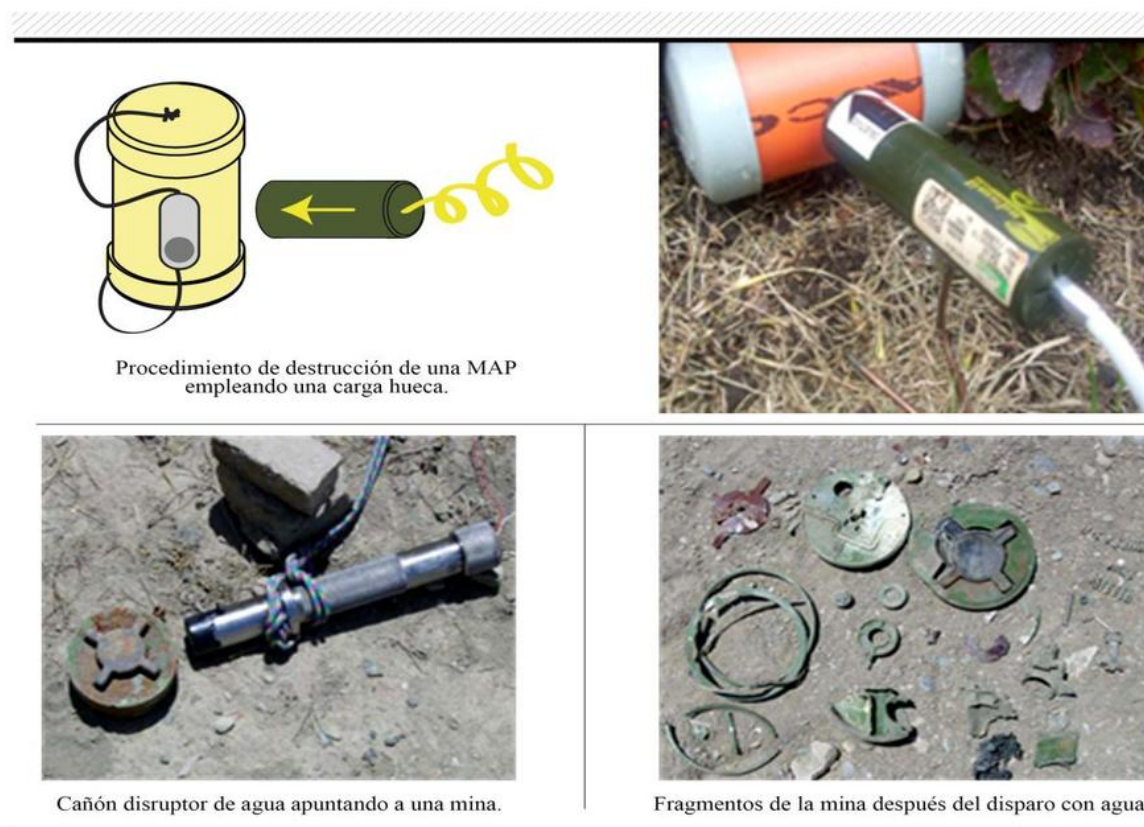 Procedimiento de destrucción de una MAP
empleando una carga hueca.
Cañón disruptor de agua apuntando a una mina.
Fragmentos de la mina después del disparo con agua